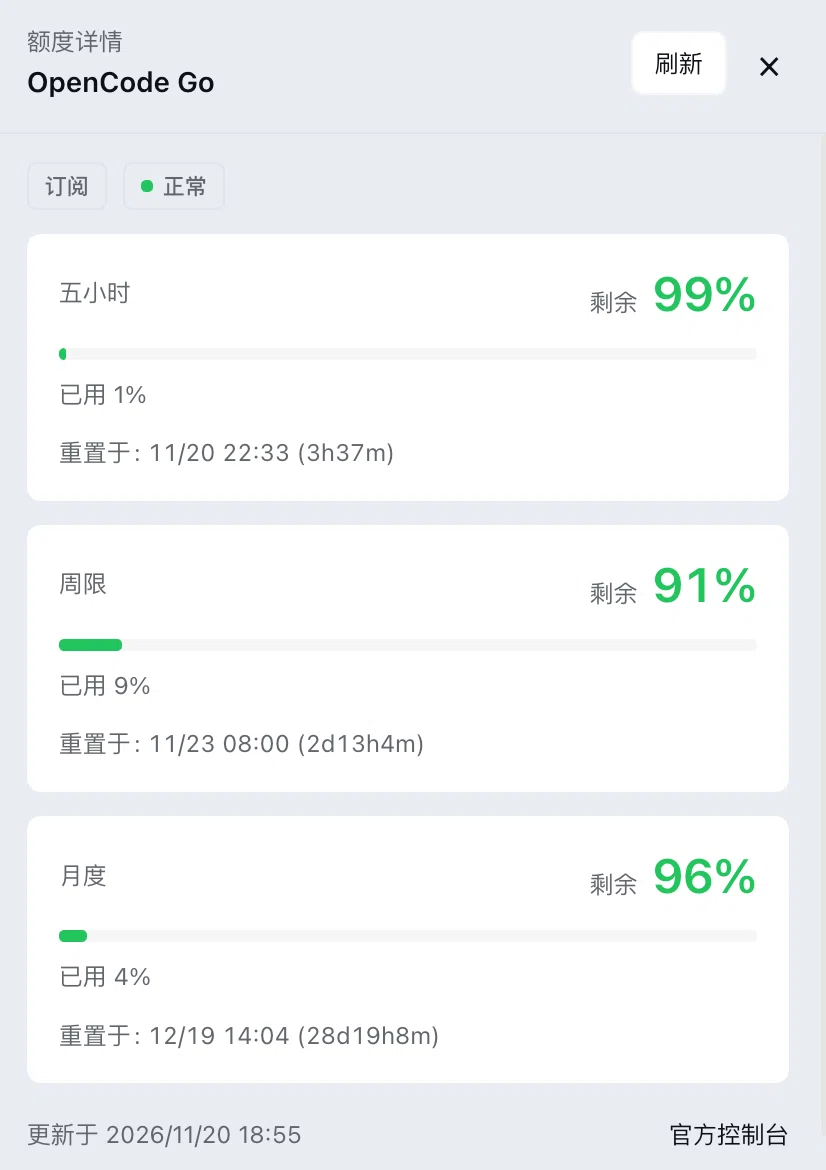 额度详情
OpenCode Go
刷新
订阅
正常
五小时
剩余 99%
已用 1%
重置于: 11/20 22:33 (3h37m)
周限
剩余 91%
已用 9%
重置于: 11/23 08:00 (2d13h4m)
月度
剩余 96%
已用 4%
重置于: 12/19 14:04 (28d19h8m)
更新于 2026/11/20 18:55
官方控制台